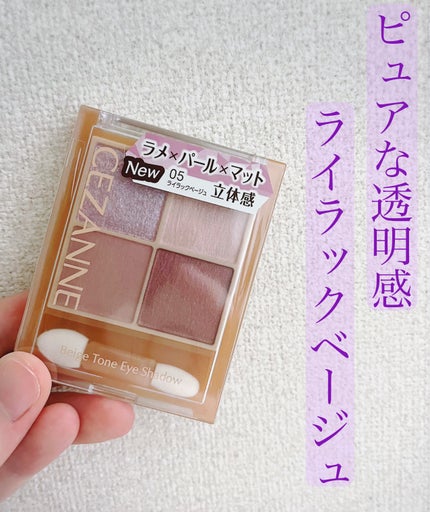 ピュアな透明感
ライラックベージュ
ラメ×パール×マット
New
05
ライラックベージュ
立体感
CEZANNE
Beige Tone Eye Shadow